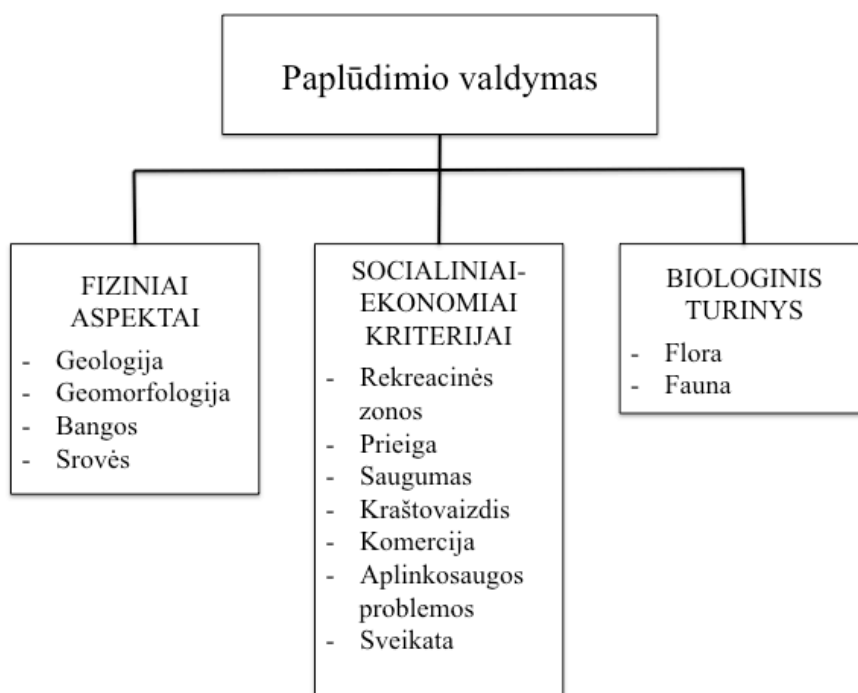 Paplūdimio valdymas
FIZINIAI
ASPEKTAI
- Geologija
- Geomorfologija
- Bangos
- Srovės
SOCIALINIAI-
EKONOMIAI
KRITERIJAI
- Rekreacinės
zonos
- Prieiga
- Saugumas
- Kraštovaizdis
- Komercija
- Aplinkosaugos
problemos
- Sveikata
BIOLOGINIS
TURINYS
- Flora
- Fauna